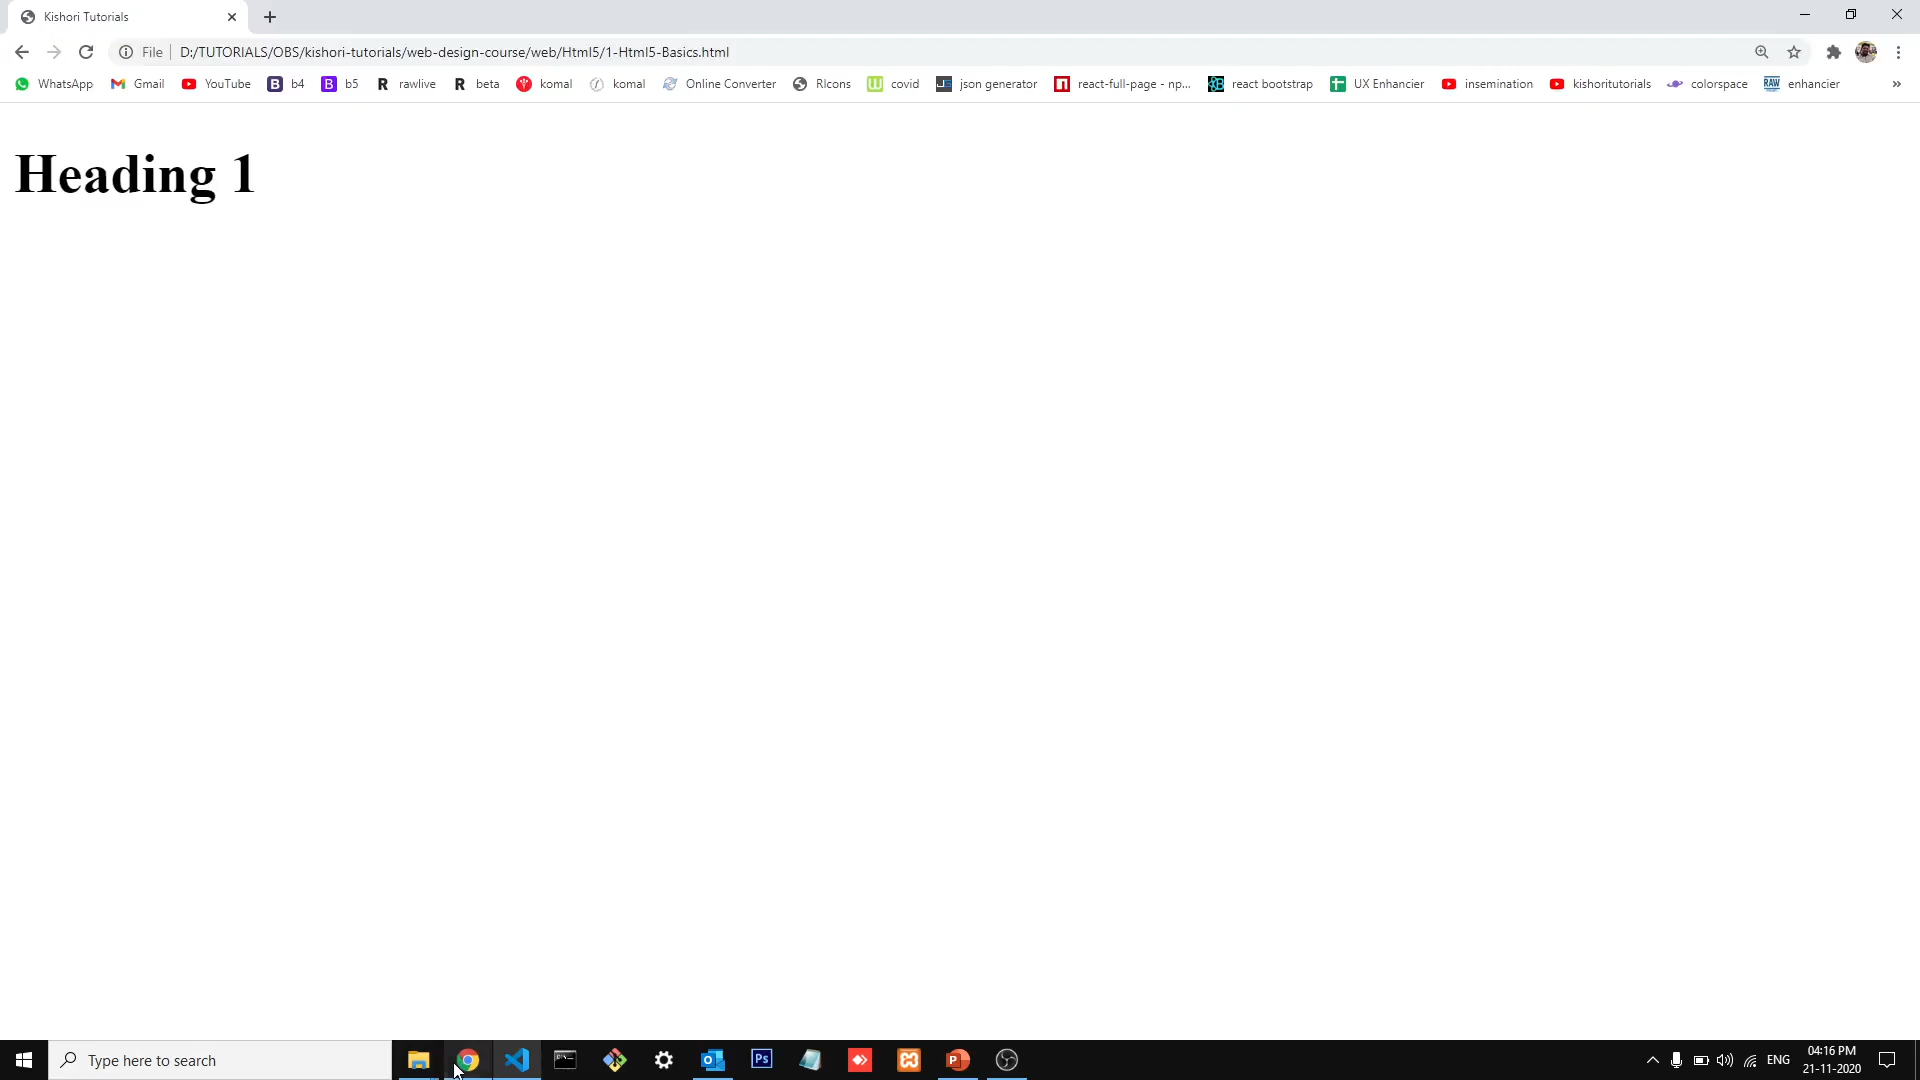 Kishori Tutorials
File D:/TUTORIALS/OBS/kishori-tutorials/web-design-course/web/Html5/1-Html5-Basics.html
WhatsApp Gmail YouTube b4 b5 rawlive beta komal komal Online Converter RIcons covid json generator react-full-page - np... react bootstrap UX Enhancier insemination kishoritutorials colorspace enhancier »
Heading 1
Type here to search
ENG 04:16 PM
21-11-2020